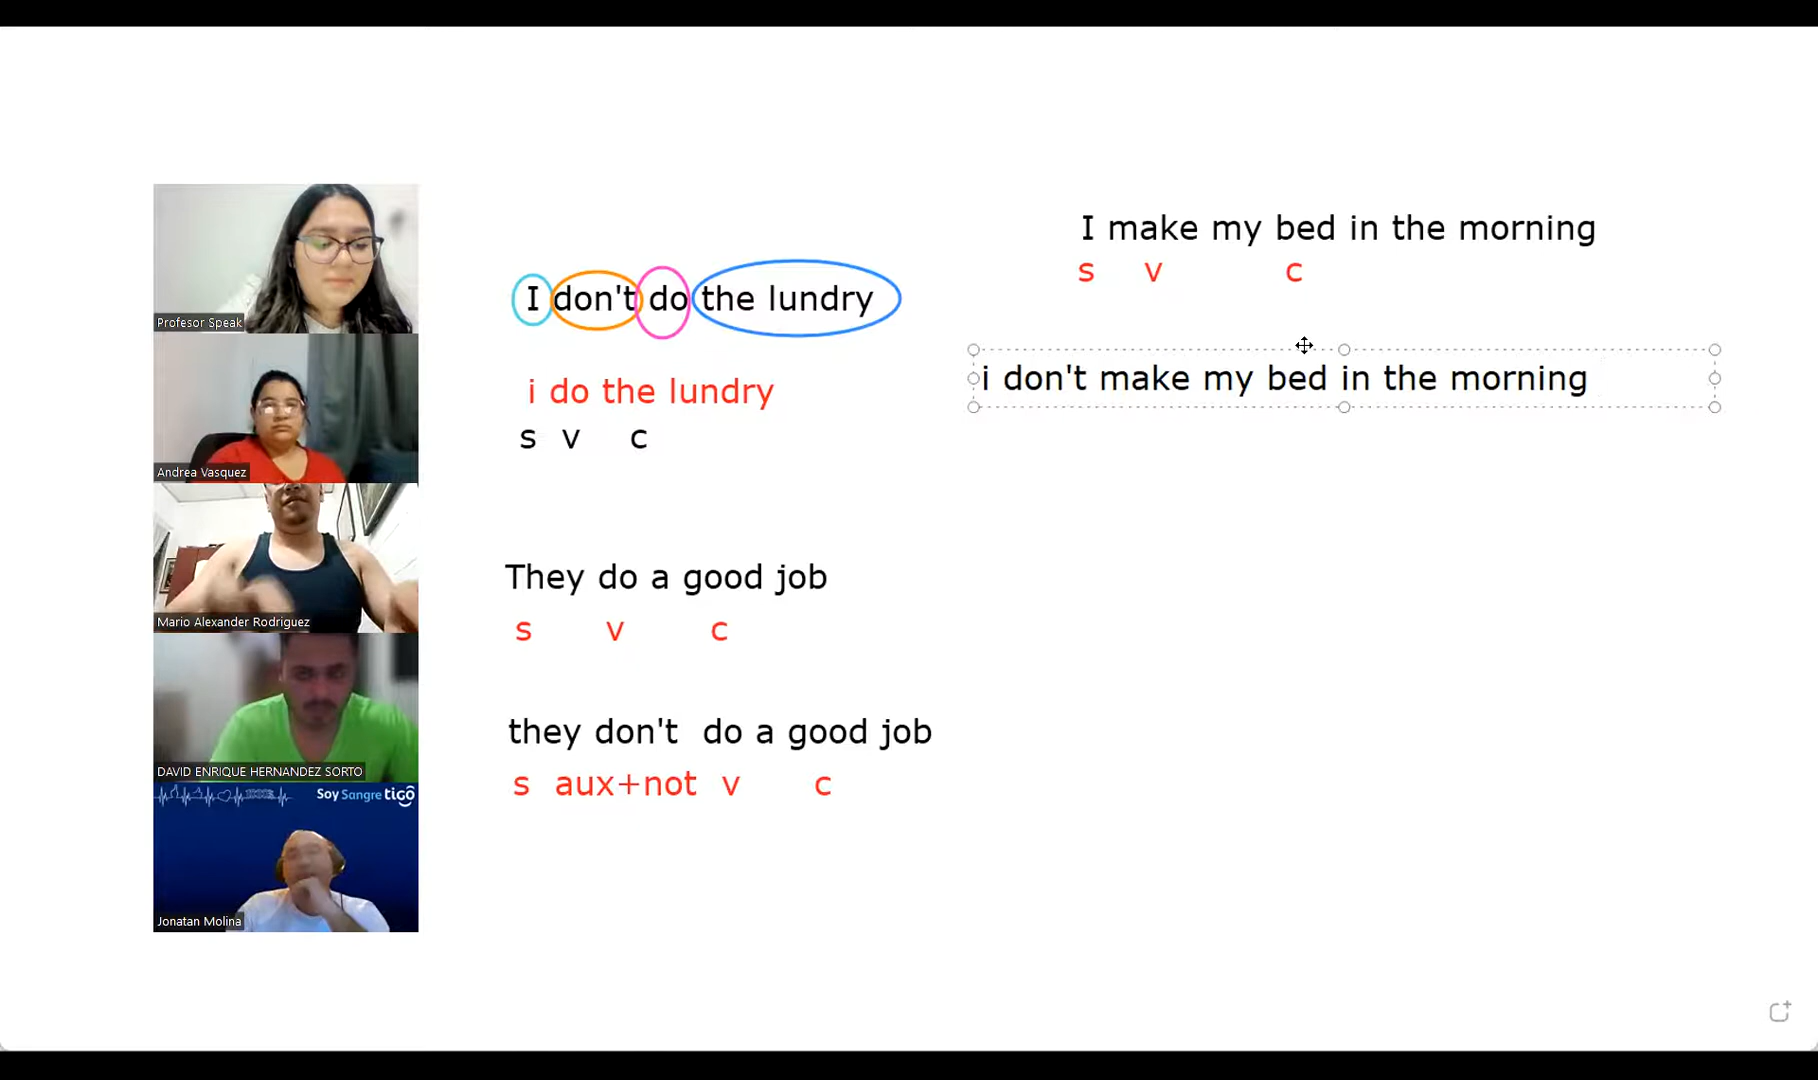 Profesor Speak
Andrea Vasquez
Mario Alexander Rodriguez
DAVID ENRIQUE HERNANDEZ SORTO
Soy Sangre tigo
Jonatan Molina
I don't do the lundry
i do the lundry
s v c
They do a good job
s v c
they don't do a good job
s aux+not v c
I make my bed in the morning
s v c
i don't make my bed in the morning